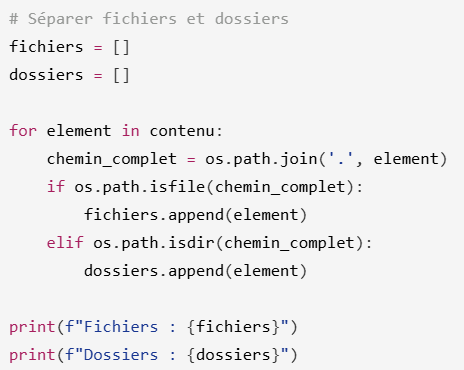 # Séparer fichiers et dossiers
fichiers = []
dossiers = []
for element in contenu:
    chemin_complet = os.path.join('.', element)
    if os.path.isfile(chemin_complet):
        fichiers.append(element)
    elif os.path.isdir(chemin_complet):
        dossiers.append(element)
print(f"Fichiers : {fichiers}")
print(f"Dossiers : {dossiers}")